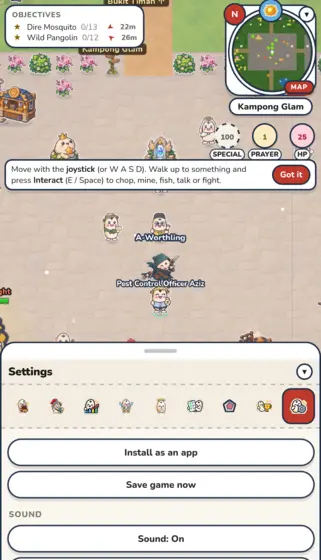 Bukit Timah
OBJECTIVES
★ Dire Mosquito 0/13 22m
★ Wild Pangolin 0/12 26m
Kampong Glam
N
MAP
Kampong Glam
100
1
25
SPECIAL
PRAYER
HP
Move with the joystick (or W A S D). Walk up to something and
press Interact (E / Space) to chop, mine, fish, talk or fight.
Got it
A-Worthling
Pest Control Officer Aziz
Settings
Install as an app
Save game now
SOUND
Sound: On